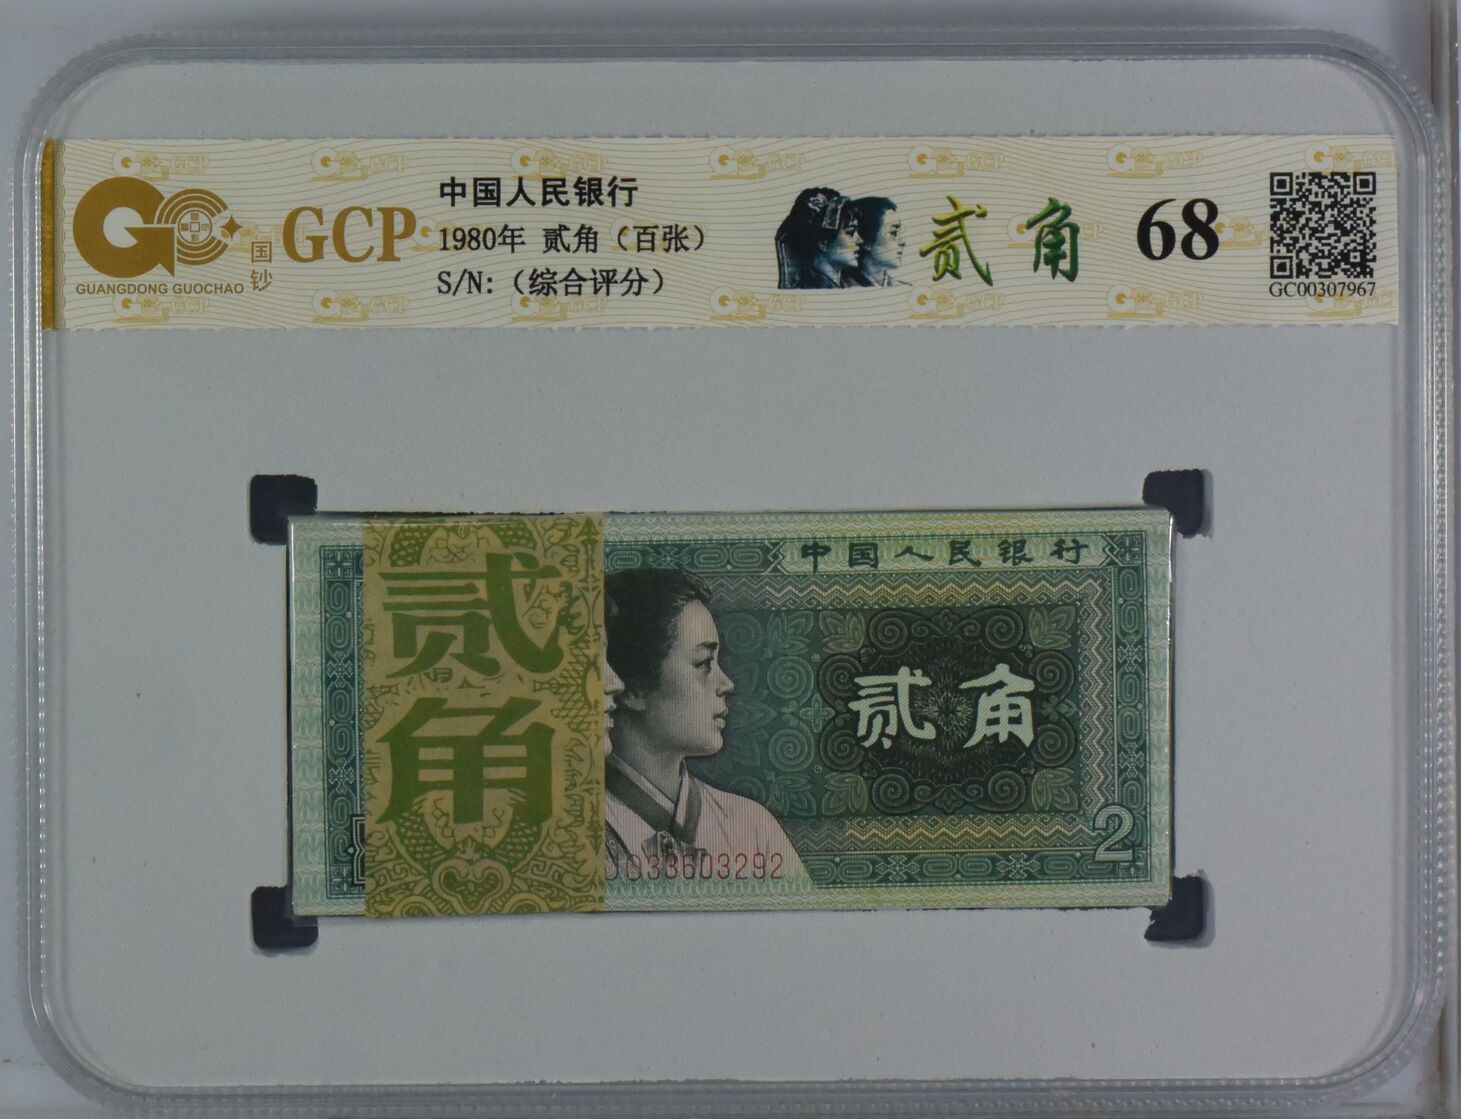 GCP
国钞
GUANGDONG GUOCHAO
中国人民银行
1980年 贰角（百张）
S/N:（综合评分）
贰角
68
GC00307967
中国人民银行
贰角
贰角
2
33603292